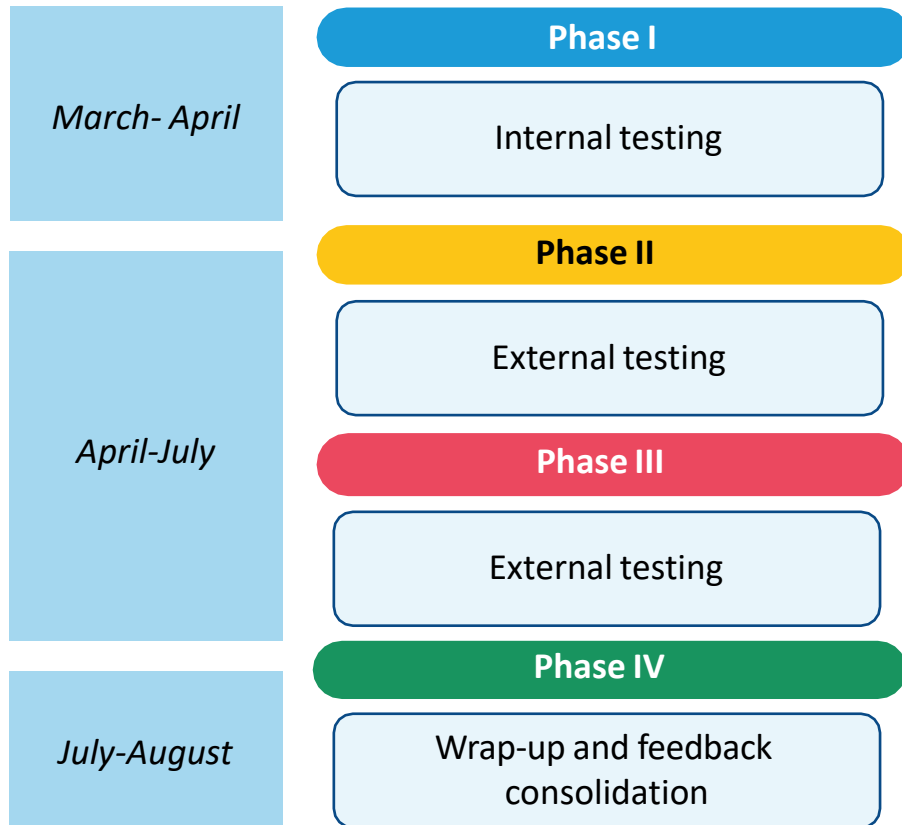 Phase I
March- April
Internal testing
Phase II
External testing
April-July
Phase III
External testing
Phase IV
July-August
Wrap-up and feedback
consolidation